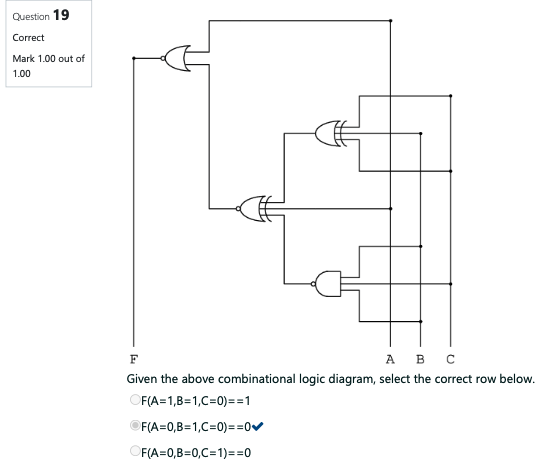 Question 19
Correct
Mark 1.00 out of
1.00
F A B C
Given the above combinational logic diagram, select the correct row below.
F(A=1,B=1,C=0)==1
F(A=0,B=1,C=0)==0✔
F(A=0,B=0,C=1)==0